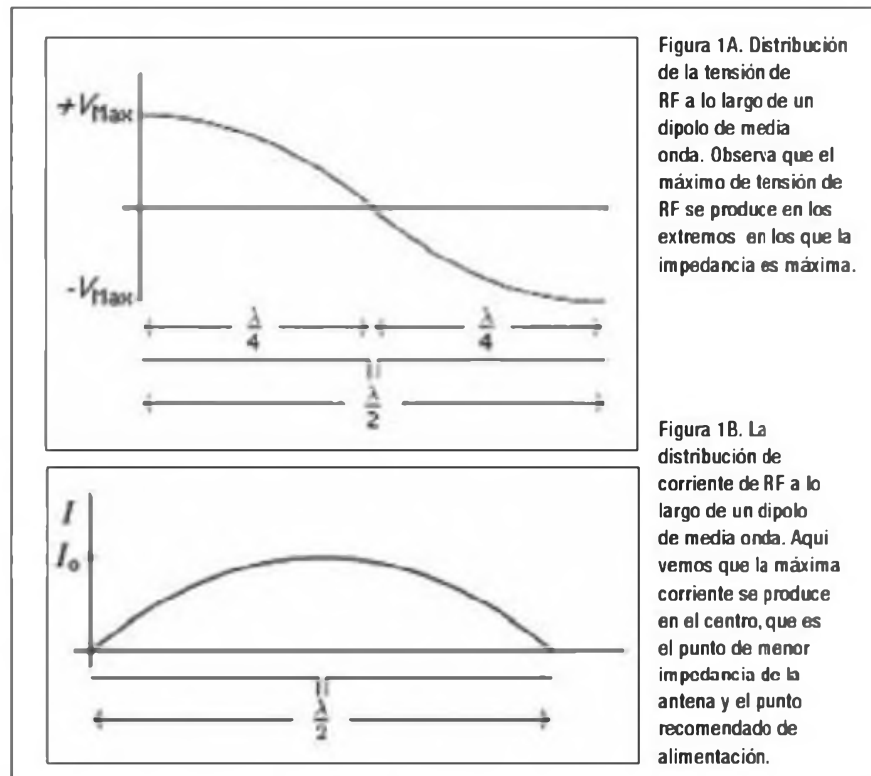 +V_Max
-V_Max
λ/4
λ/4
λ/2
Figura 1A. Distribución
de la tensión de
RF a lo largo de un
dipolo de media
onda. Observa que el
máximo de tensión de
RF se produce en los
extremos en los que la
impedancia es máxima.
I
I₀
λ/2
Figura 1B. La
distribución de
corriente de RF a lo
largo de un dipolo
de media onda. Aqui
vemos que la máxima
corriente se produce
en el centro, que es
el punto de menor
impedancia de la
antena y el punto
recomendado de
alimentación.